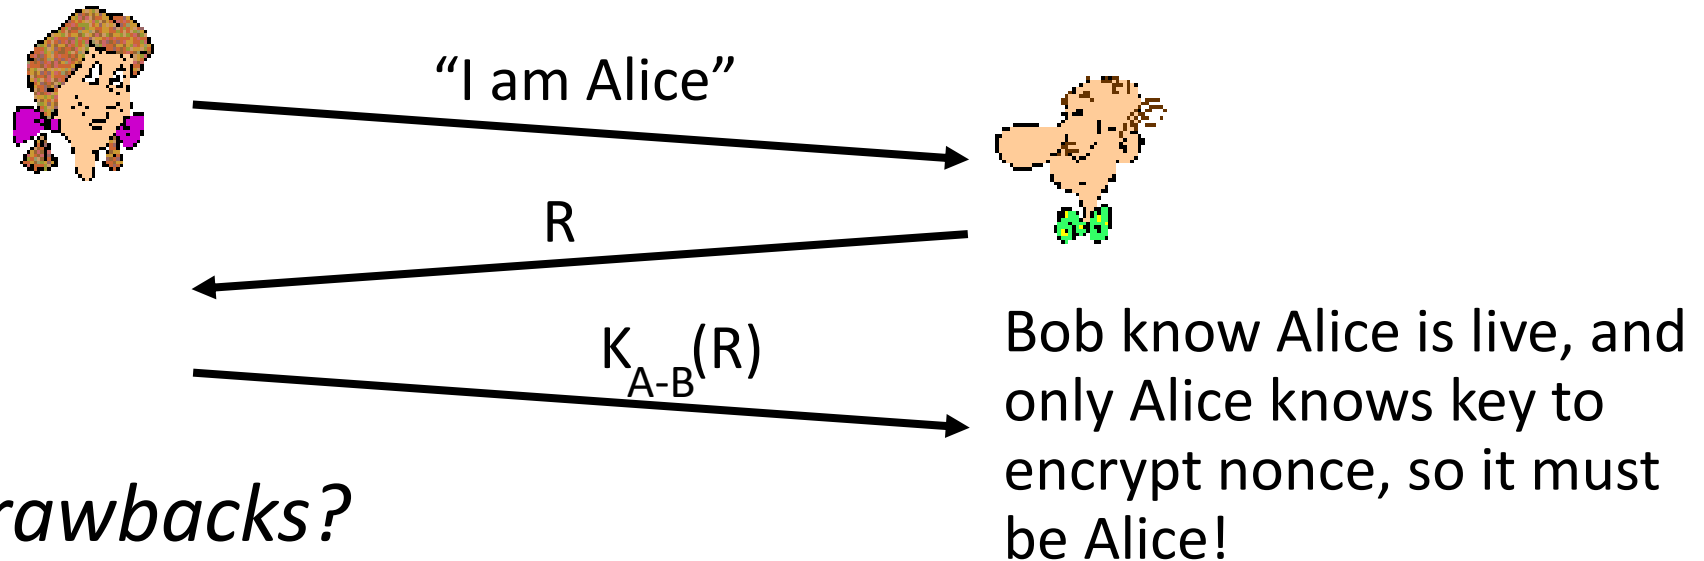 “I am Alice”
R
K A-B (R)
Bob know Alice is live, and
only Alice knows key to
encrypt nonce, so it must
be Alice!
rawbacks?